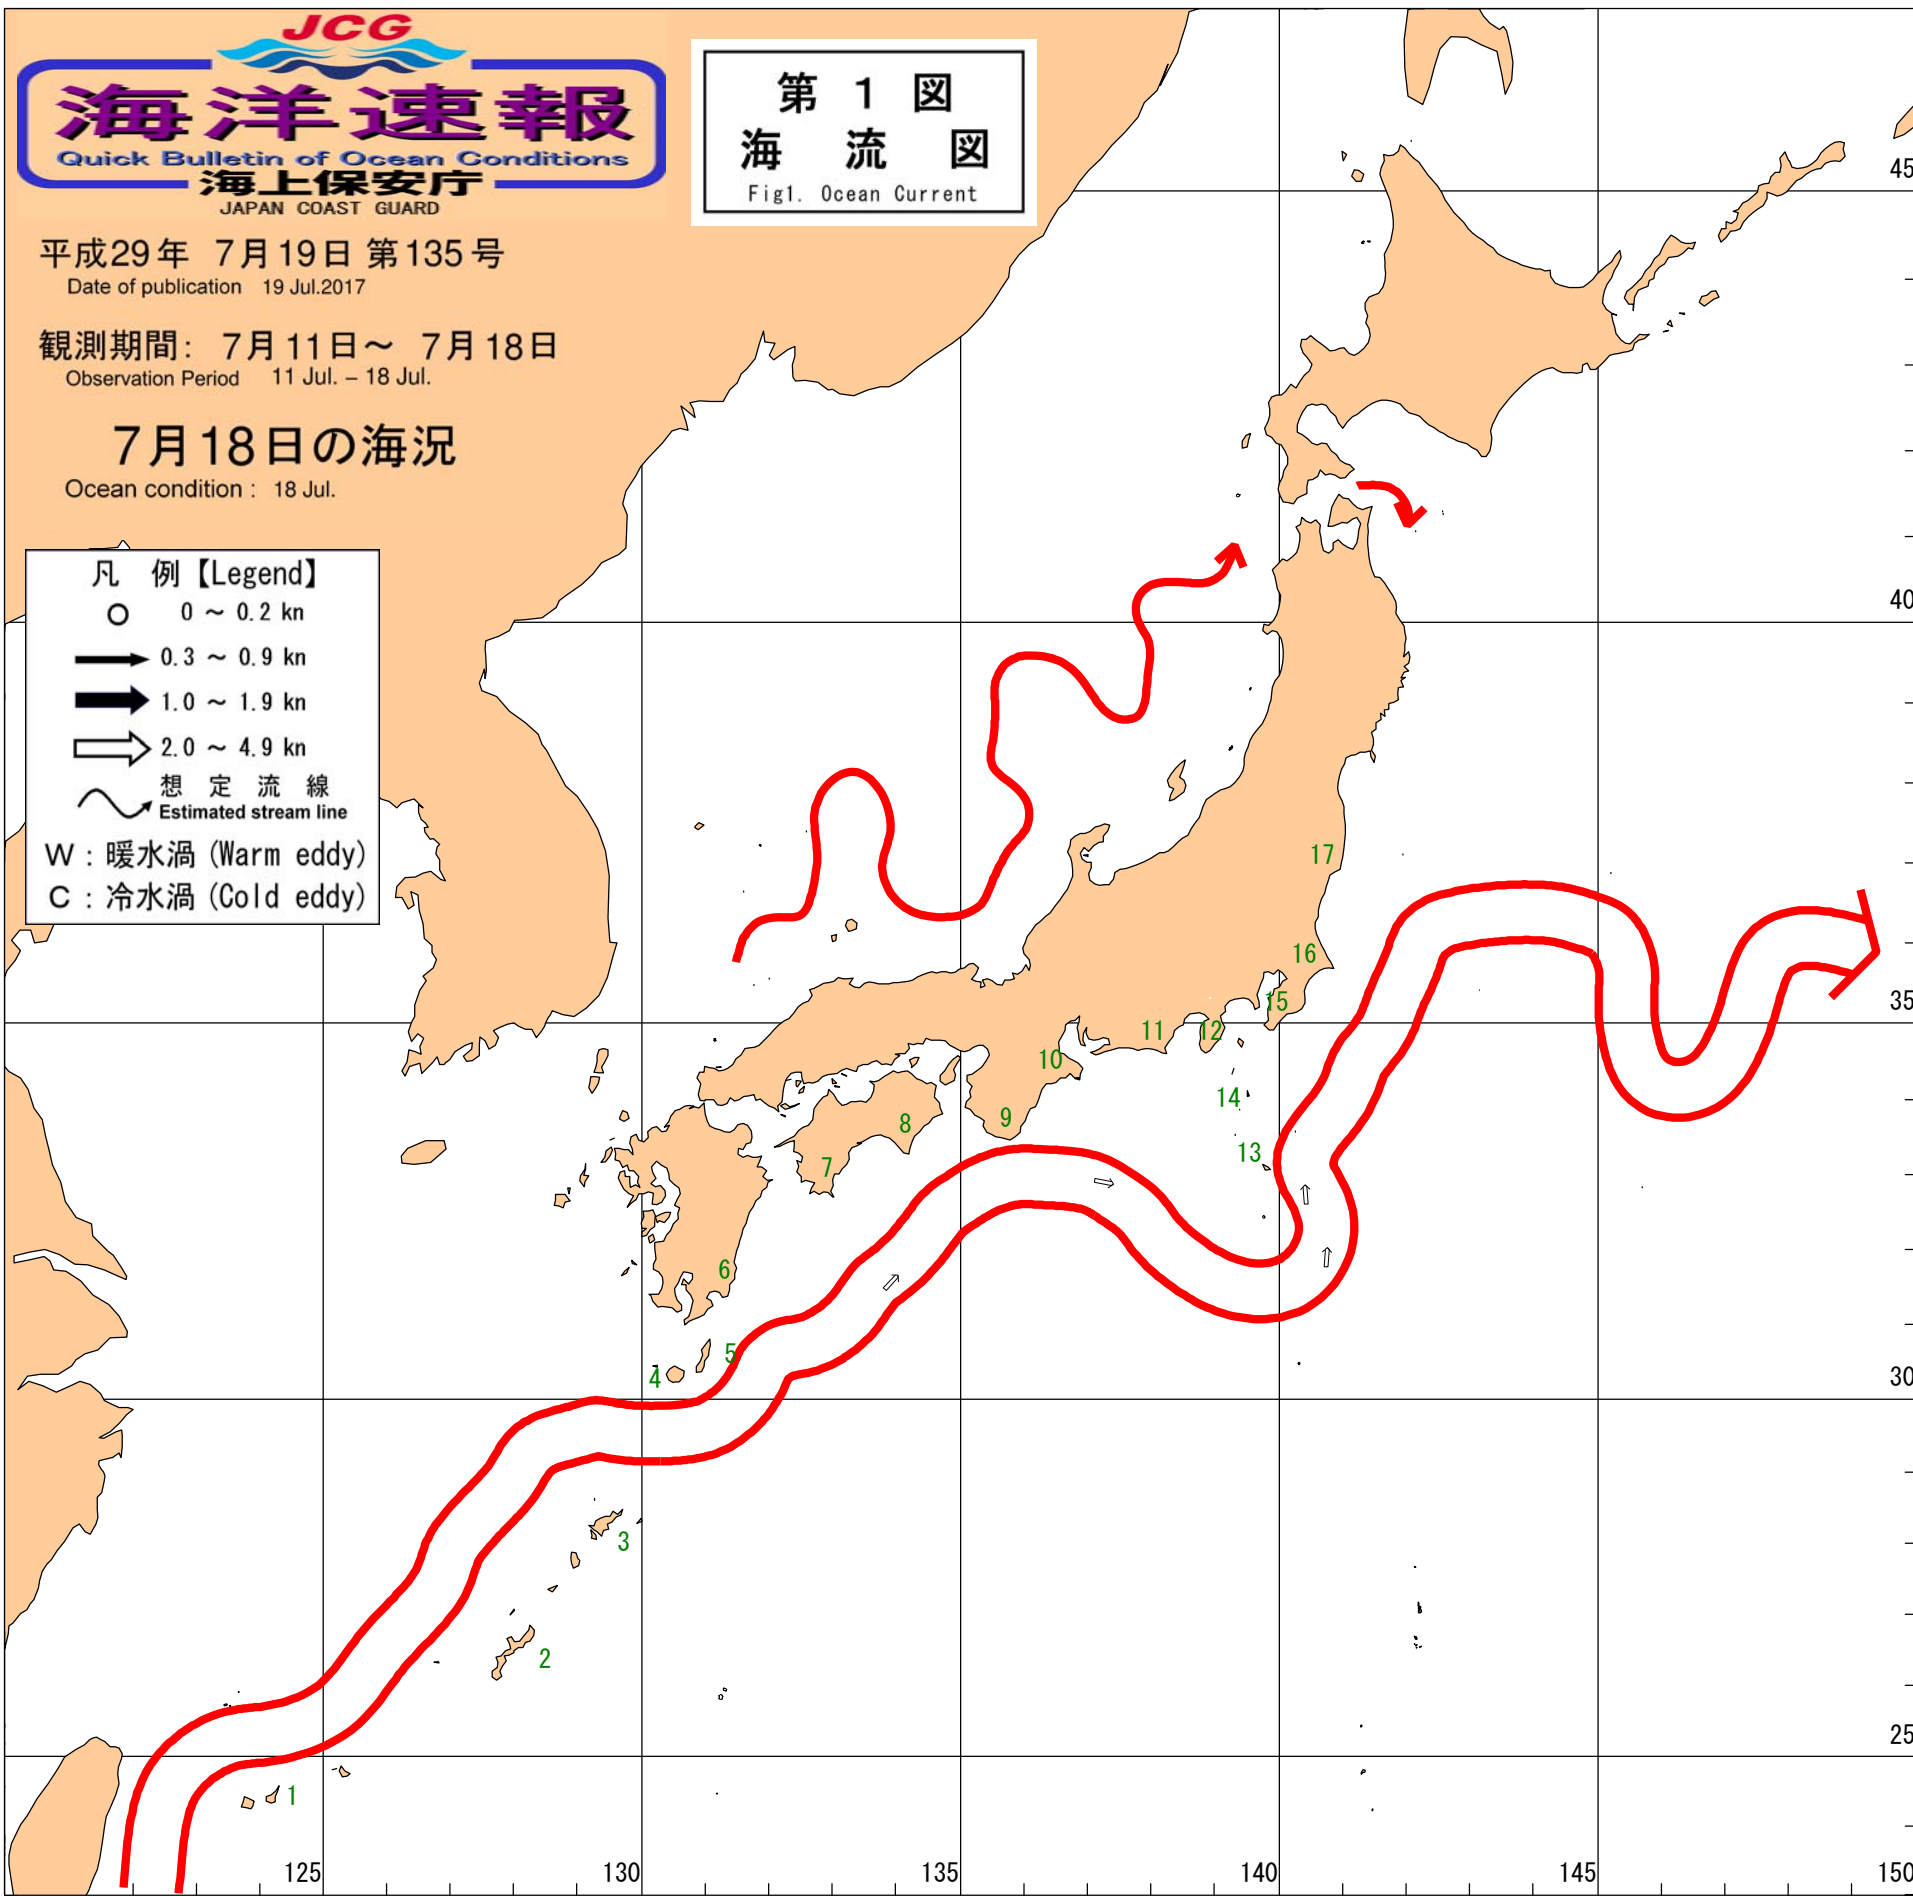 JCG
海洋速報
Quick Bulletin of Ocean Conditions
海上保安庁
JAPAN COAST GUARD
第 1 図
海 流 図
Fig1. Ocean Current
平成29年 7月19日 第135号
Date of publication 19 Jul.2017
観測期間: 7月11日～ 7月18日
Observation Period 11 Jul. – 18 Jul.
7月18日の海況
Ocean condition : 18 Jul.
凡 例【Legend】
0 ～ 0.2 kn
0.3 ～ 0.9 kn
1.0 ～ 1.9 kn
2.0 ～ 4.9 kn
想 定 流 線
Estimated stream line
W : 暖水渦 (Warm eddy)
C : 冷水渦 (Cold eddy)
45
40
17
16
15
35
11
12
10
14
8
9
13
7
6
5
4
30
3
2
25
1
125
130
135
140
145
150